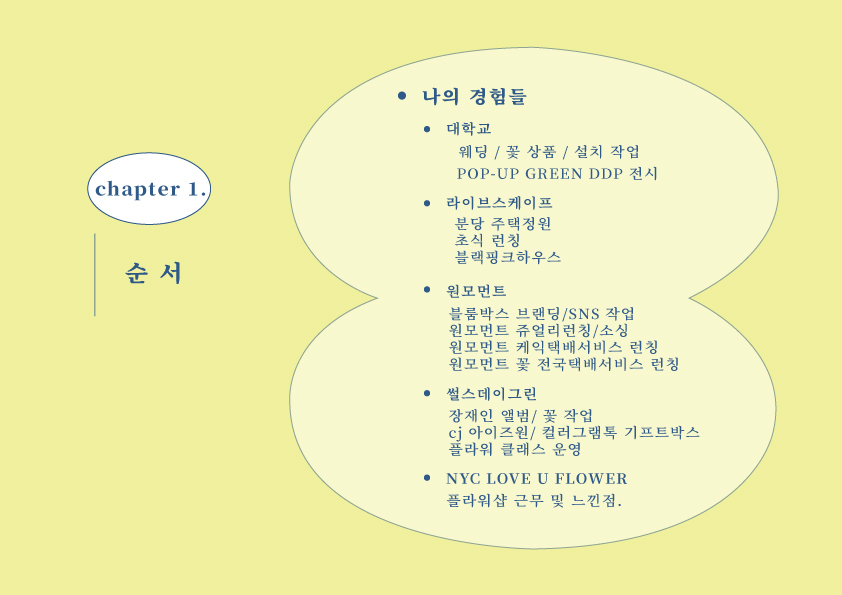 chapter 1.
순 서
• 나의 경험들
• 대학교
웨딩 / 꽃 상품 / 설치 작업
POP-UP GREEN DDP 전시
• 라이브스케이프
분당 주택정원
초식 런칭
블랙핑크하우스
• 원모먼트
블룸박스 브랜딩/SNS 작업
원모먼트 쥬얼리런칭/소싱
원모먼트 케익택배서비스 런칭
원모먼트 꽃 전국택배서비스 런칭
• 썰스데이그린
장재인 앨범/ 꽃 작업
cj 아이즈원/ 컬러그램톡 기프트박스
플라워 클래스 운영
• NYC LOVE U FLOWER
플라워샵 근무 및 느낀점.